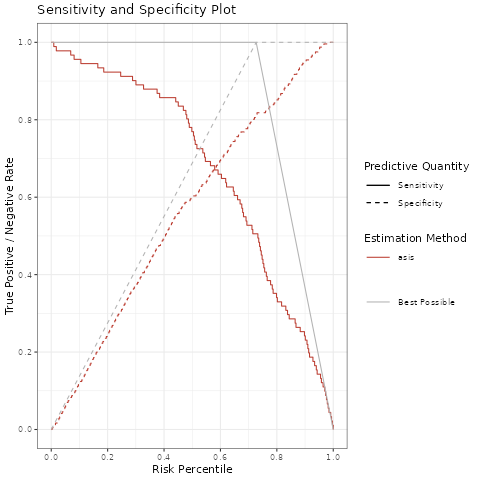 Sensitivity and Specificity Plot
True Positive / Negative Rate
1.0
0.8
0.6
0.4
0.2
0.0
0.0 0.2 0.4 0.6 0.8 1.0
Risk Percentile
Predictive Quantity
Sensitivity
Specificity
Estimation Method
asis
Best Possible